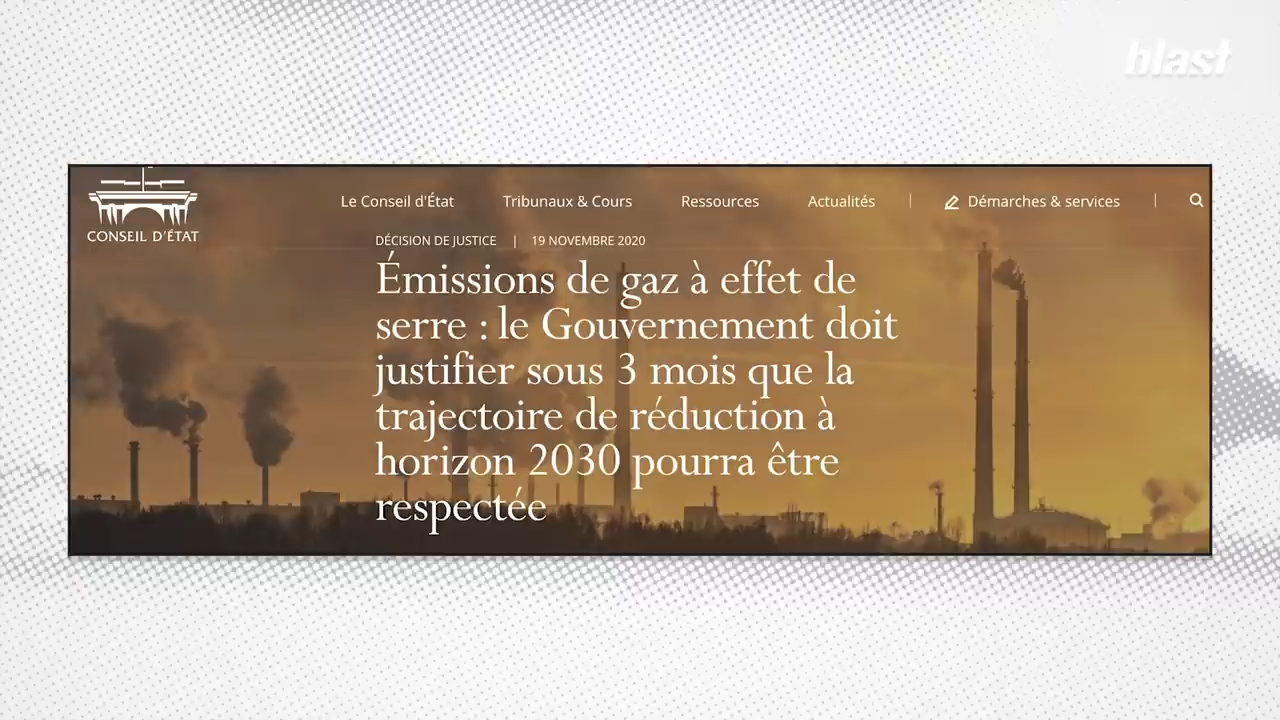 blast
Le Conseil d'État
Tribunaux & Cours
Ressources
Actualités
Démarches & services
CONSEIL D'ÉTAT
DÉCISION DE JUSTICE | 19 NOVEMBRE 2020
Émissions de gaz à effet de
serre : le Gouvernement doit
justifier sous 3 mois que la
trajectoire de réduction à
horizon 2030 pourra être
respectée